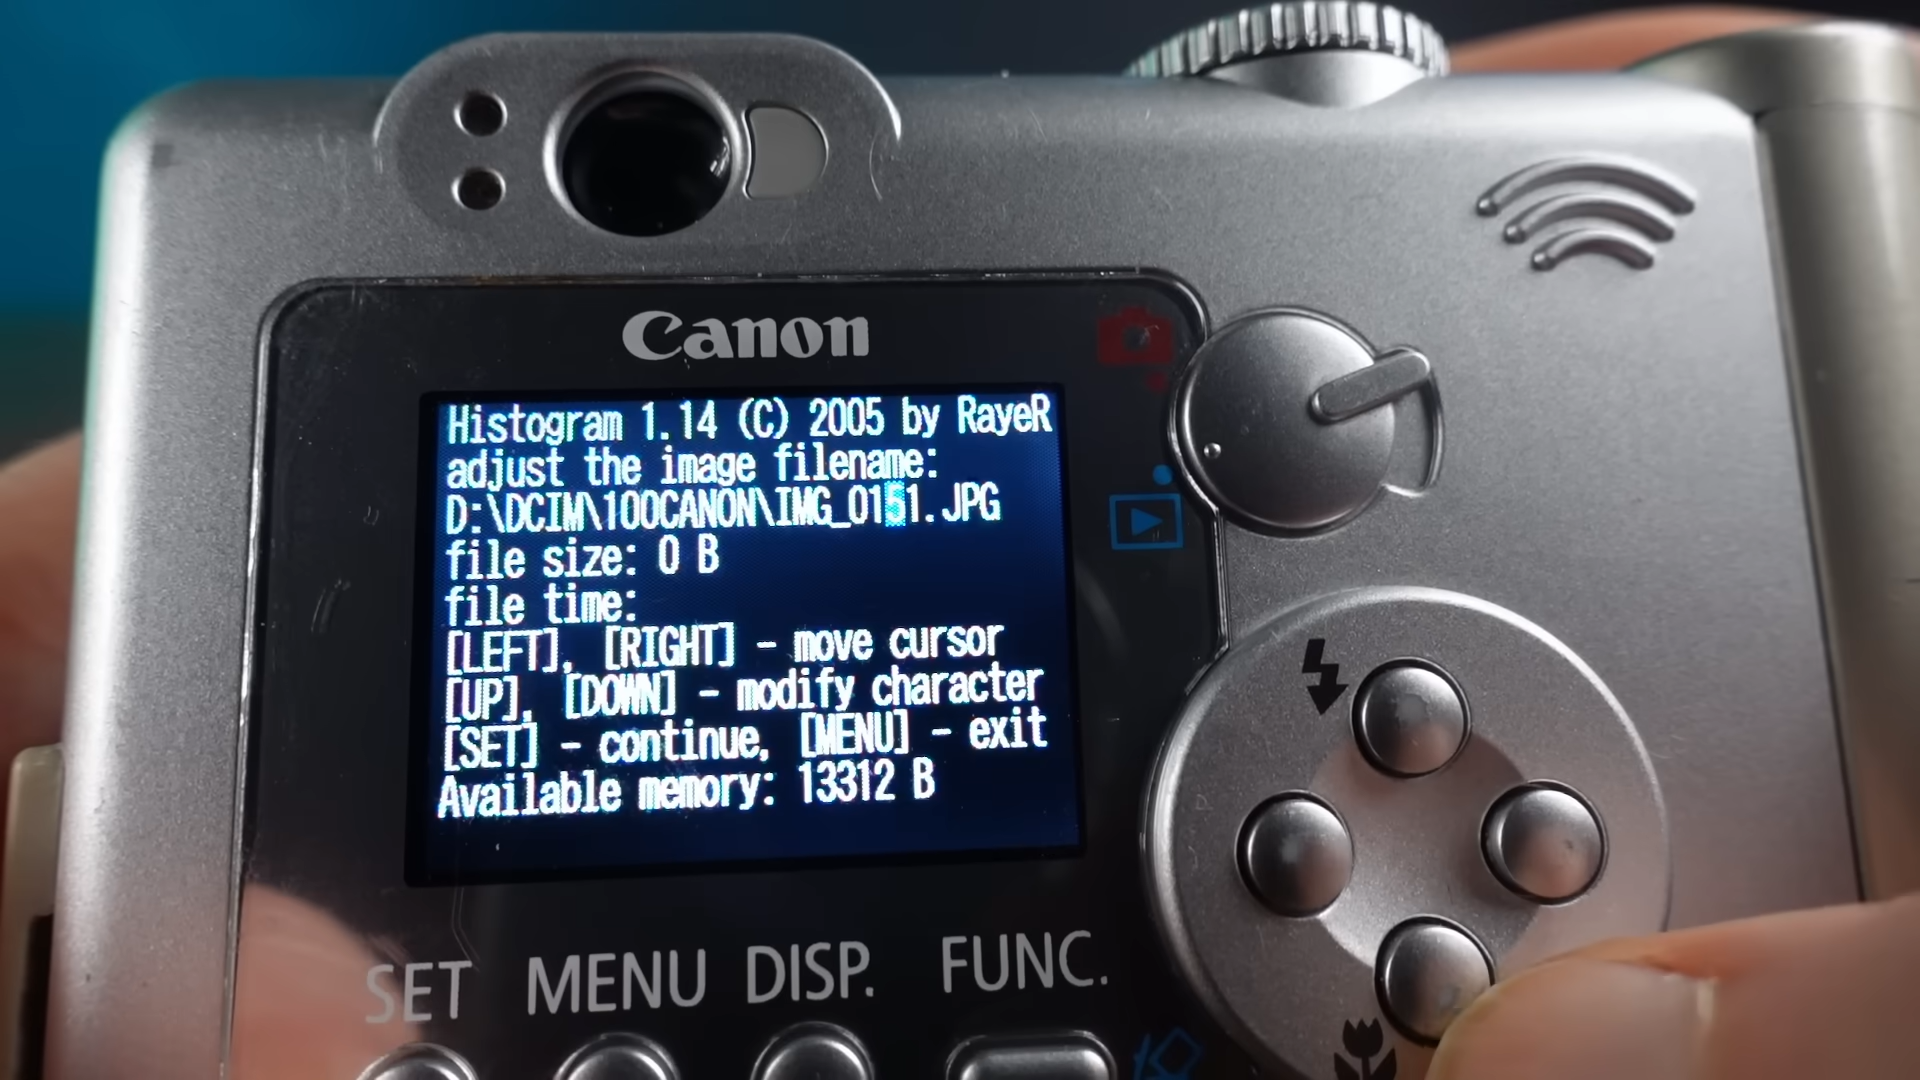 Canon
Histogram 1.14 (C) 2005 by RayeR
adjust the image filename:
D:\DCIM\100CANON\IMG_0151.JPG
file size: 0 B
file time:
[LEFT], [RIGHT] - move cursor
[UP], [DOWN] - modify character
[SET] - continue, [MENU] - exit
Available memory: 13312 B
SET MENU DISP. FUNC.